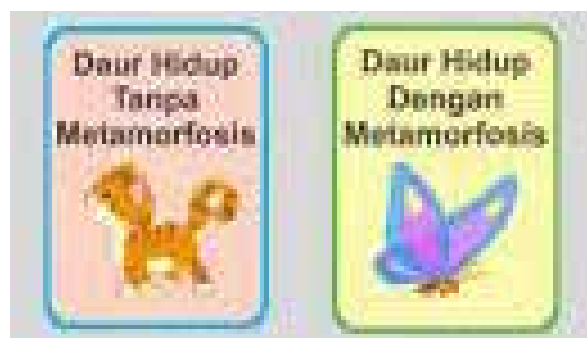 Daur Hidup
Tanpa
Metamorfosis
Daur Hidup
Dengan
Metamorfosis